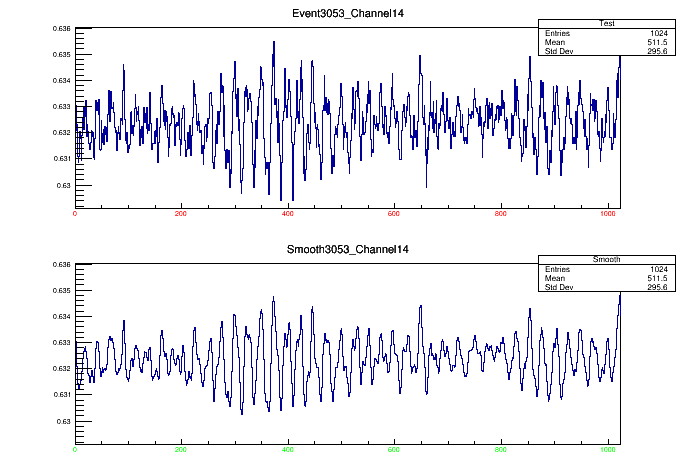 Event3053_Channel14
Test
Entries 1024
Mean 511.5
Std Dev 295.6
0.636
0.635
0.634
0.633
0.632
0.631
0.63
0 200 400 600 800 1000
Smooth3053_Channel14
Smooth
Entries 1024
Mean 511.5
Std Dev 295.6
0.636
0.635
0.634
0.633
0.632
0.631
0.63
0 200 400 600 800 1000